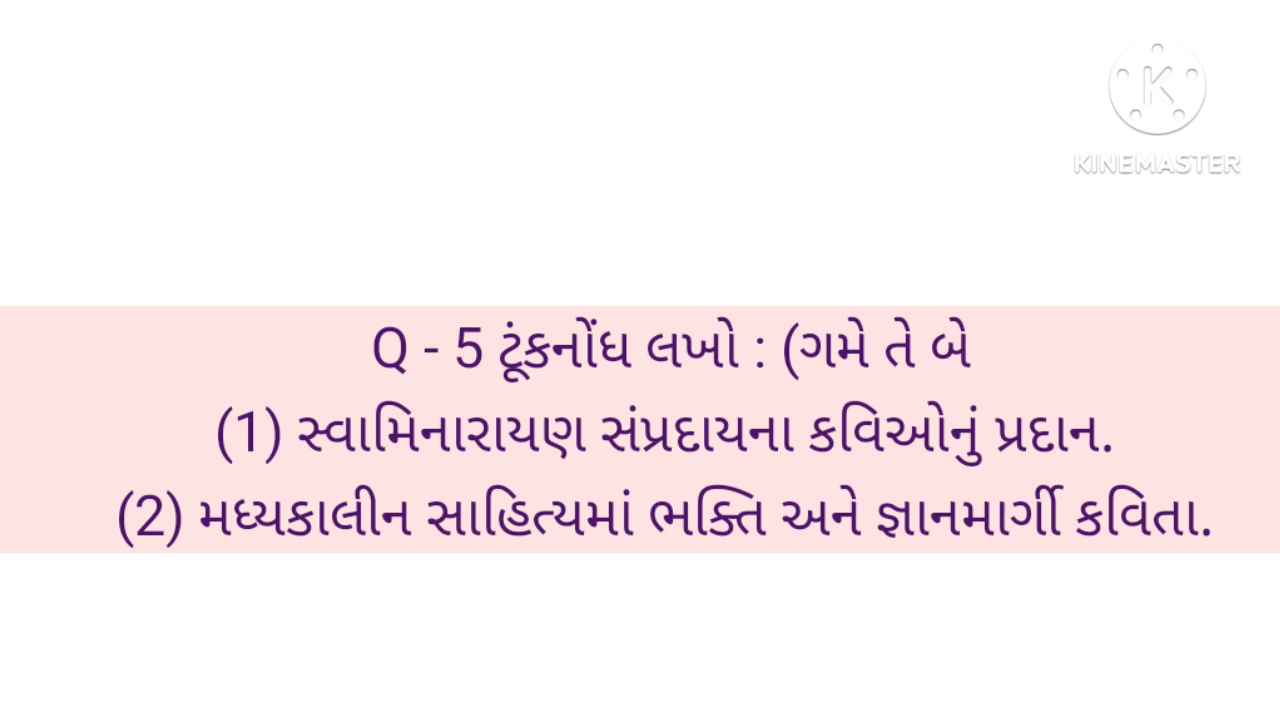 KINEMASTER
Q - 5 ટૂંકનોંધ લખો : (ગમે તે બે
(1) સ્વામિનારાયણ સંપ્રદાયના કવિઓનું પ્રદાન.
(2) મધ્યકાલીન સાહિત્યમાં ભક્તિ અને જ્ઞાનમાર્ગી કવિતા.